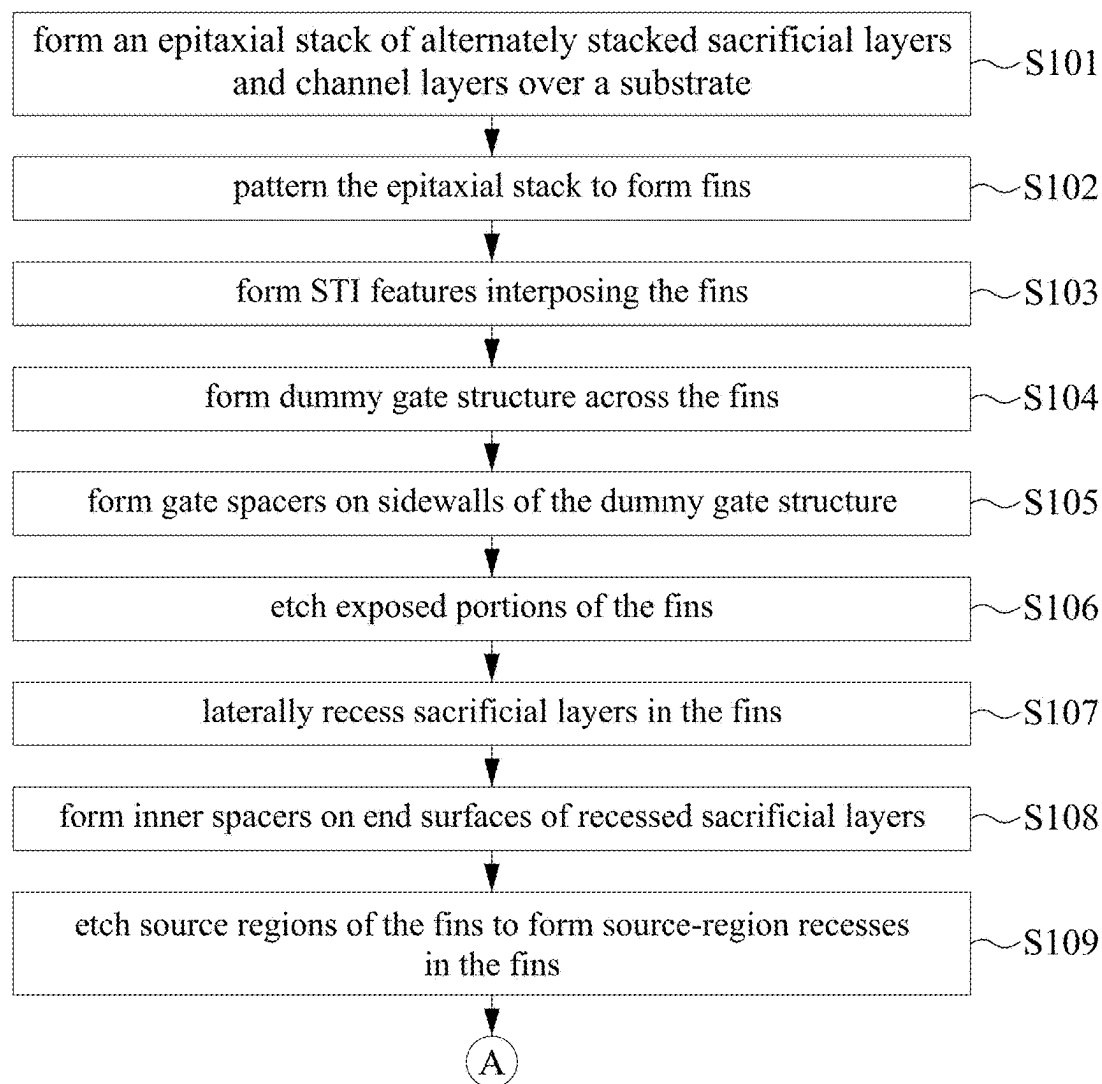 form an epitaxial stack of alternately stacked sacrificial layers
and channel layers over a substrate
S101
pattern the epitaxial stack to form fins
S102
form STI features interposing the fins
S103
form dummy gate structure across the fins
S104
form gate spacers on sidewalls of the dummy gate structure
S105
etch exposed portions of the fins
S106
laterally recess sacrificial layers in the fins
S107
form inner spacers on end surfaces of recessed sacrificial layers
S108
etch source regions of the fins to form source-region recesses
in the fins
S109
A